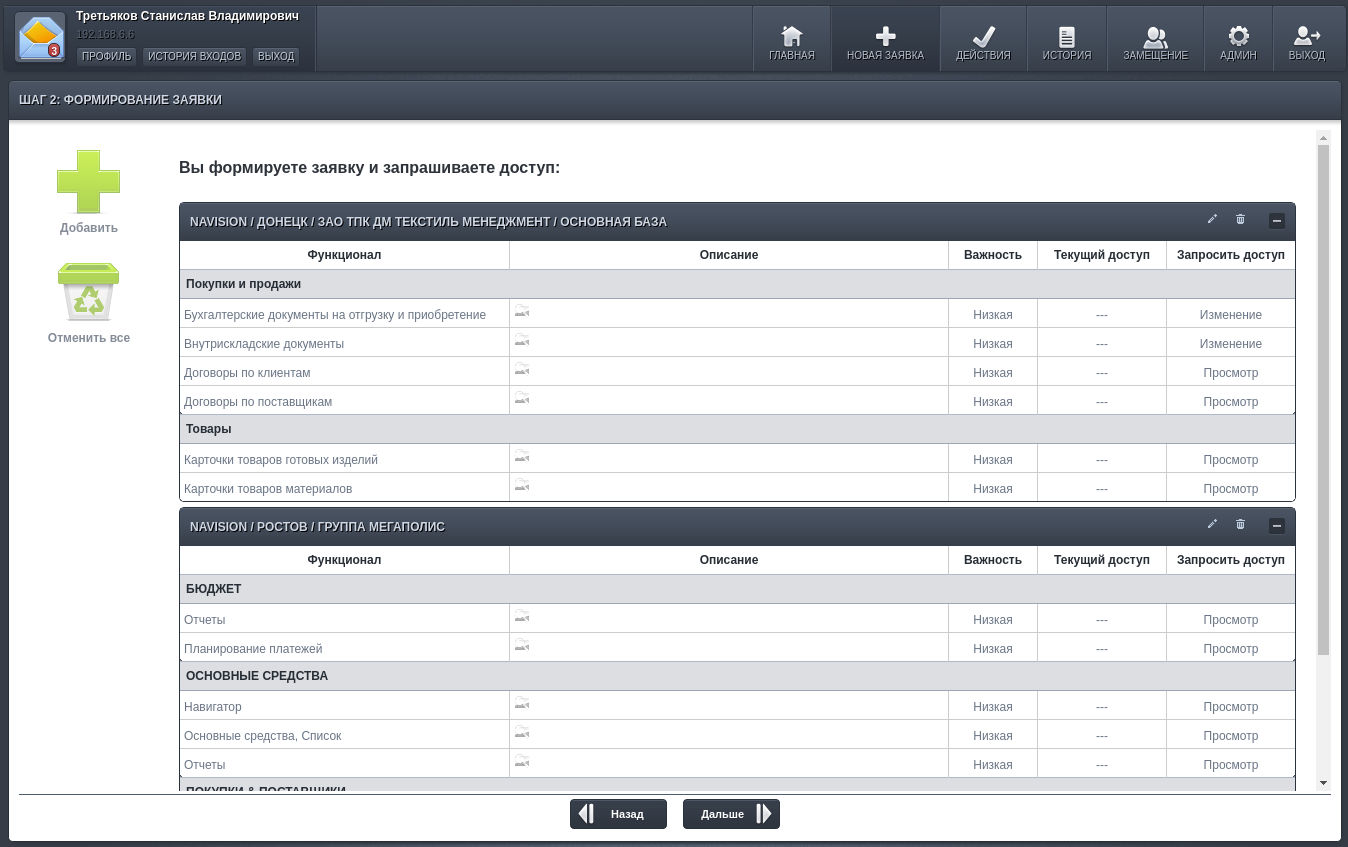 Третьяков Станислав Владимирович
192.168.6.6
3
ПРОФИЛЬ ИСТОРИЯ ВХОДОВ ВЫХОД
ГЛАВНАЯ НОВАЯ ЗАЯВКА ДЕЙСТВИЯ ИСТОРИЯ ЗАМЕЩЕНИЕ АДМИН ВЫХОД
ШАГ 2: ФОРМИРОВАНИЕ ЗАЯВКИ
Добавить
Отменить все
Вы формируете заявку и запрашиваете доступ:
NAVISION / ДОНЕЦК / ЗАО ТПК ДМ ТЕКСТИЛЬ МЕНЕДЖМЕНТ / ОСНОВНАЯ БАЗА
Функционал Описание Важность Текущий доступ Запросить доступ
Покупки и продажи
Бухгалтерские документы на отгрузку и приобретение Низкая --- Изменение
Внутрискладские документы Низкая --- Изменение
Договоры по клиентам Низкая --- Просмотр
Договоры по поставщикам Низкая --- Просмотр
Товары
Карточки товаров готовых изделий Низкая --- Просмотр
Карточки товаров материалов Низкая --- Просмотр
NAVISION / РОСТОВ / ГРУППА МЕГАПОЛИС
Функционал Описание Важность Текущий доступ Запросить доступ
БЮДЖЕТ
Отчеты Низкая --- Просмотр
Планирование платежей Низкая --- Просмотр
ОСНОВНЫЕ СРЕДСТВА
Навигатор Низкая --- Просмотр
Основные средства, Список Низкая --- Просмотр
Отчеты Низкая --- Просмотр
ПОКУПКИ & ПОСТАВЩИКИ
Назад Дальше